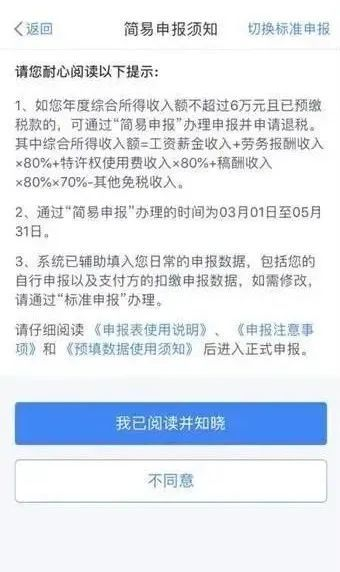 返回 简易申报须知 切换标准申报
请您耐心阅读以下提示：
1、如您年度综合所得收入额不超过6万元且已预缴
税款的，可通过“简易申报”办理申报并申请退税。
其中综合所得收入额=工资薪金收入+劳务报酬收入
×80%+特许权使用费收入×80%+稿酬收入
×80%×70%-其他免税收入。
2、通过“简易申报”办理的时间为03月01日至05月
31日。
3、系统已辅助填入您日常的申报数据，包括您的
自行申报以及支付方的扣缴申报数据，如需修改，
请通过“标准申报”办理。
请仔细阅读《申报表使用说明》、《申报注意事
项》和《预填数据使用须知》后进入正式申报。
我已阅读并知晓
不同意